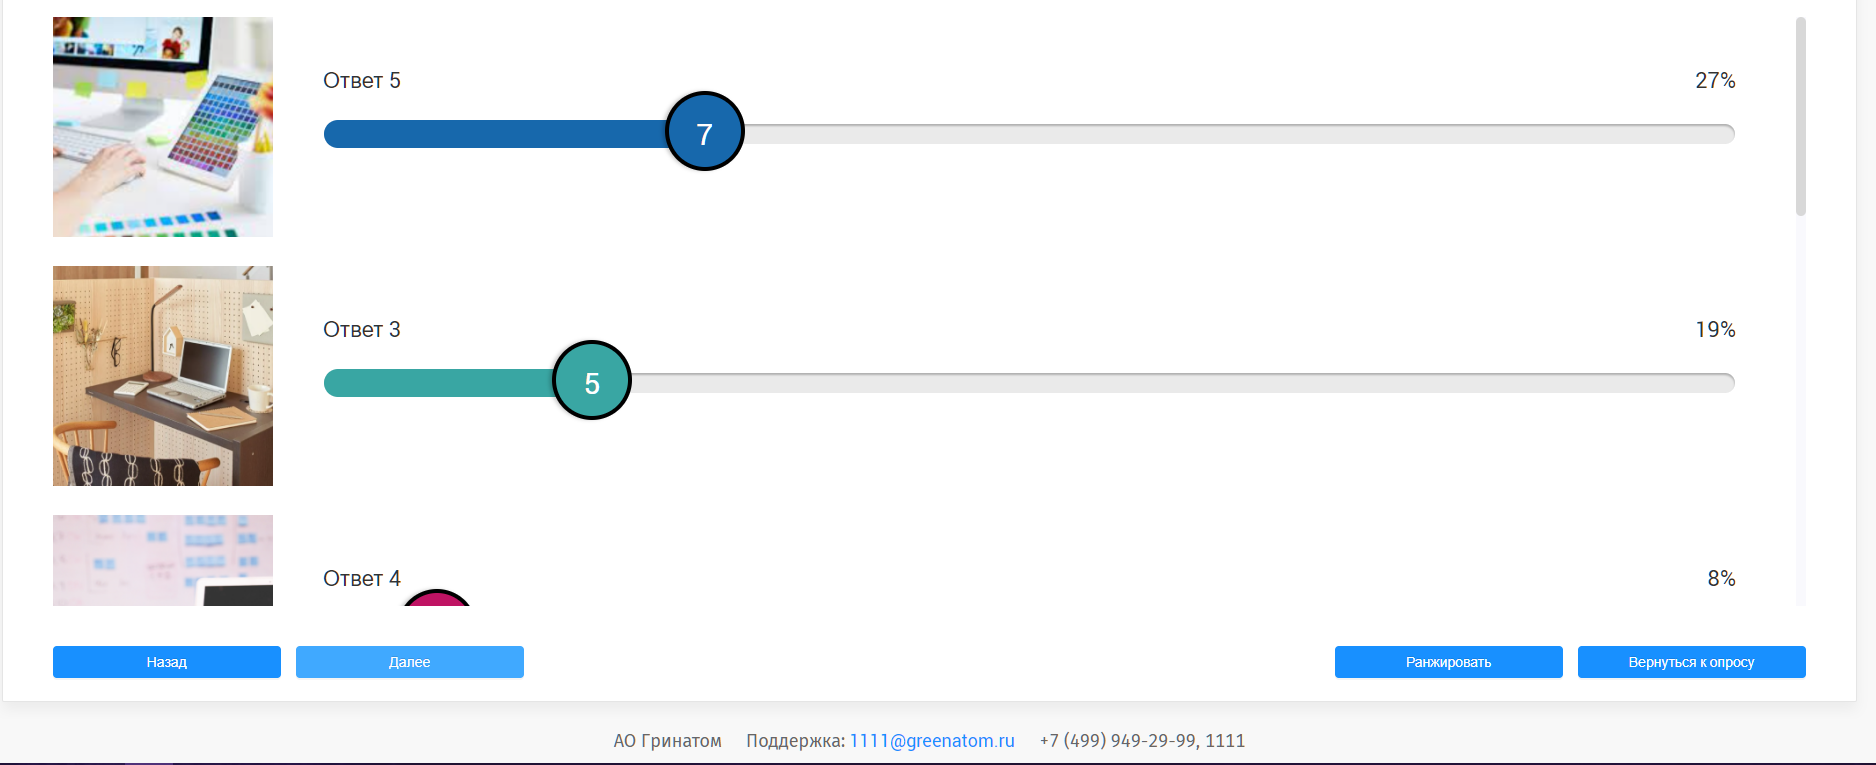 Ответ 5
27%
7
Ответ 3
19%
5
Ответ 4
8%
Назад
Далее
Ранжировать
Вернуться к опросу
АО Гринатом Поддержка: 1111@greenatom.ru +7 (499) 949-29-99, 1111